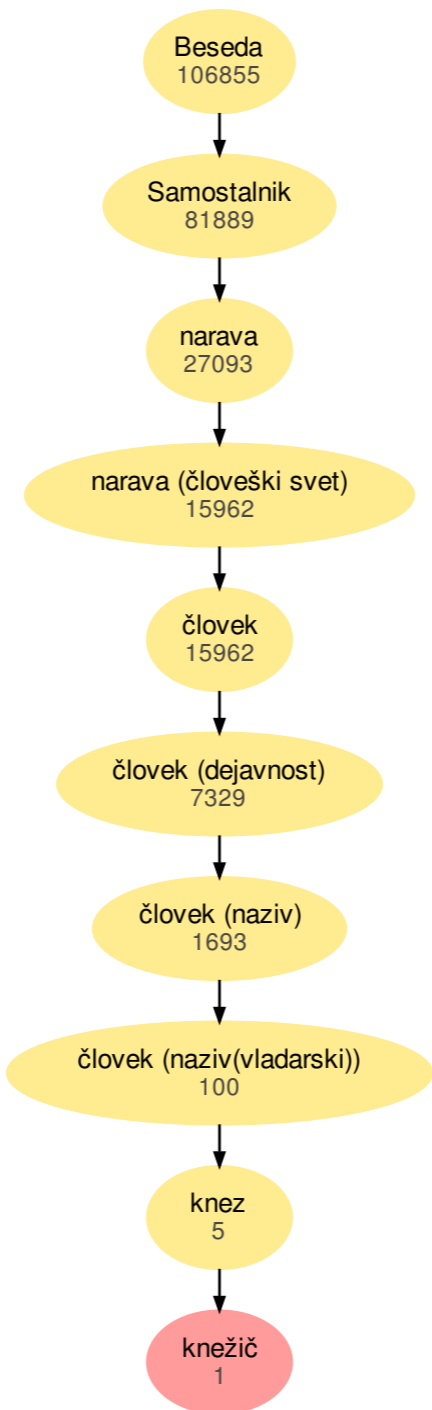 Beseda
106855
Samostalnik
81889
narava
27093
narava (človeški svet)
15962
človek
15962
človek (dejavnost)
7329
človek (naziv)
1693
človek (naziv(vladarski))
100
knez
5
knežič
1